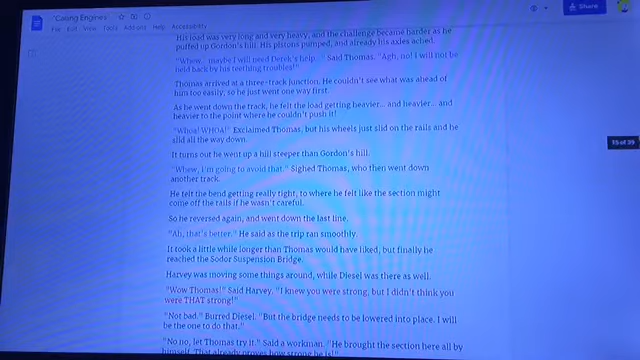 "Caring Engines"
File Edit View Tools Add-ons Help Accessibility
Share
His load was very long and very heavy, and the challenge became harder as he
puffed up Gordon's hill. His pistons pumped, and already his axles ached.
"Whew... maybe I will need Derek's help..." Said Thomas. "Agh, no! I will not be
held back by his teething troubles!"
Thomas arrived at a three-track junction. He couldn't see what was ahead of
him too easily, so he just went one way first.
As he went down the track, he felt the load getting heavier... and heavier... and
heavier to the point where he couldn't push it!
"Whoa! WHOA!" Exclaimed Thomas, but his wheels just slid on the rails and he
slid all the way down.
It turns out he went up a hill steeper than Gordon's hill.
"Whew, I'm going to avoid that." Sighed Thomas, who then went down
another track.
He felt the bend getting really tight, to where he felt like the section might
come off the rails if he wasn't careful.
So he reversed again, and went down the last line.
"Ah, that's better." He said as the trip ran smoothly.
It took a little while longer than Thomas would have liked, but finally he
reached the Sodor Suspension Bridge.
Harvey was moving some things around, while Diesel was there as well.
"Wow Thomas!" Said Harvey. "I knew you were strong, but I didn't think you
were THAT strong!"
"Not bad." Burred Diesel. "But the bridge needs to be lowered into place. I will
be the one to do that."
"No no, let Thomas try it." Said a workman. "He brought the section here all by
himself. That already proves how strong he is!"
15 of 39